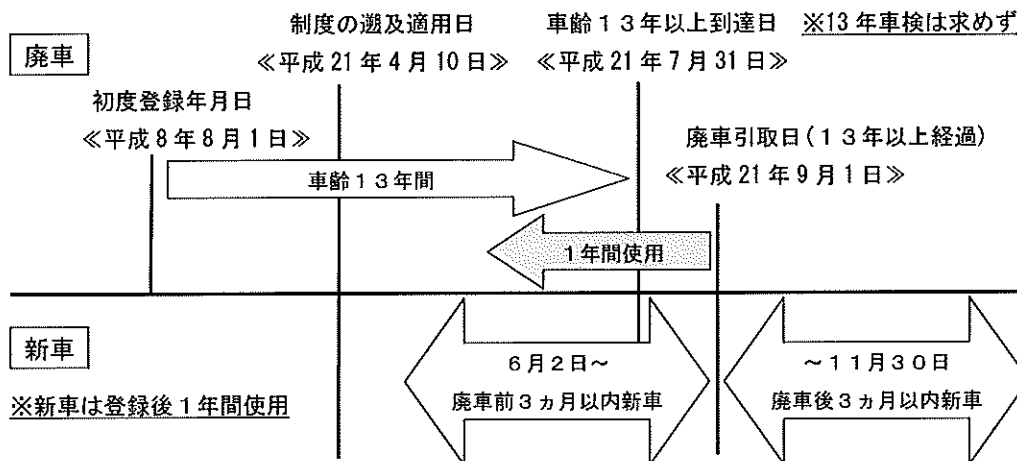 廃車
制度の遡及適用日
≪平成21年4月10日≫
車齢13年以上到達日
≪平成21年7月31日≫
※13年車検は求めず
初度登録年月日
≪平成8年8月1日≫
廃車引取日(13年以上経過)
≪平成21年9月1日≫
車齢13年間
1年間使用
新車
※新車は登録後1年間使用
6月2日~
廃車前3ヵ月以内新車
~11月30日
廃車後3ヵ月以内新車